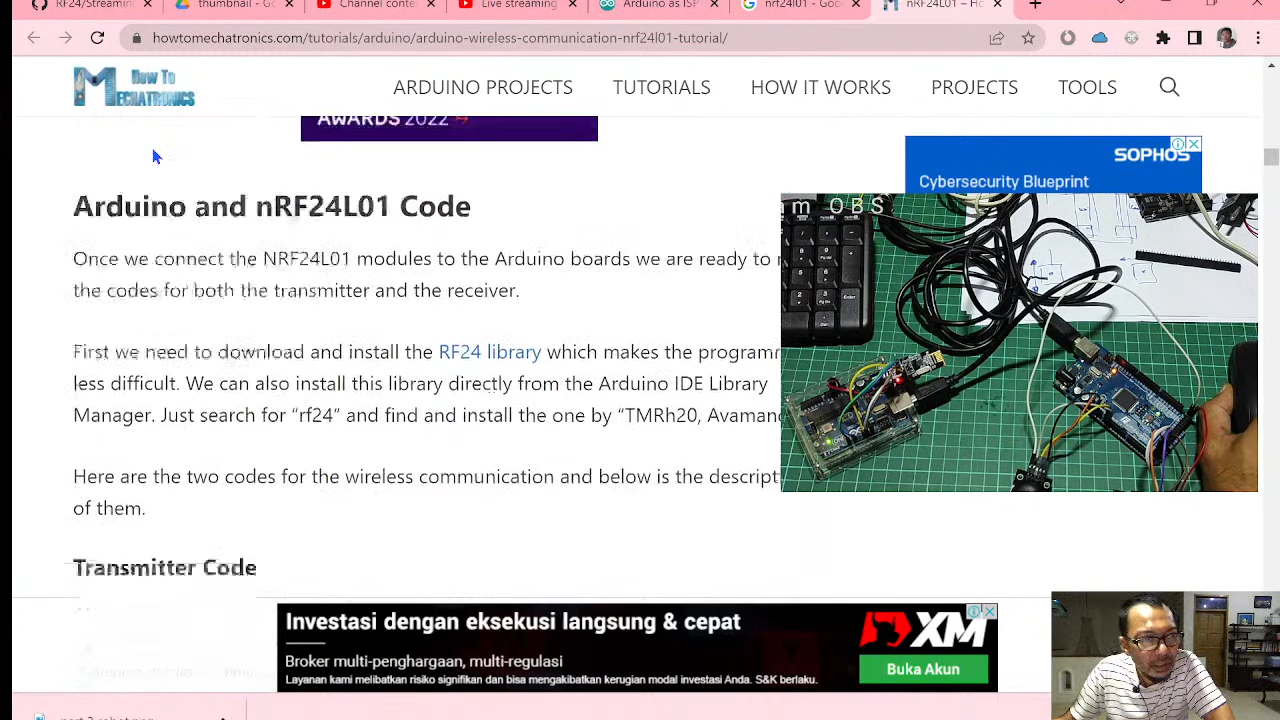 GitHub/Stardan
thumbnail - Go
Channel conte
Live streaming
Arduino as ISP
nrf24l01 - Goo
nRF24L01 – Ho
howtomechatronics.com/tutorials/arduino/arduino-wireless-communication-nrf24l01-tutorial/
How To
MECHATRONICS
ARDUINO PROJECTS
TUTORIALS
HOW IT WORKS
PROJECTS
TOOLS
AWARDS 2022
SOPHOS
Cybersecurity Blueprint
am OBS
Arduino and nRF24L01 Code
Once we connect the NRF24L01 modules to the Arduino boards we are ready to
the codes for both the transmitter and the receiver.
First we need to download and install the RF24 library which makes the programm
less difficult. We can also install this library directly from the Arduino IDE Library
Manager. Just search for “rf24” and find and install the one by “TMRh20, Avamand
Here are the two codes for the wireless communication and below is the descript
of them.
Transmitter Code
Investasi dengan eksekusi langsung & cepat
Broker multi-penghargaan, multi-regulasi
Layanan kami melibatkan risiko signifikan dan bisa mengakibatkan kerugian modal investasi Anda. S&K berlaku.
XM
Buka Akun